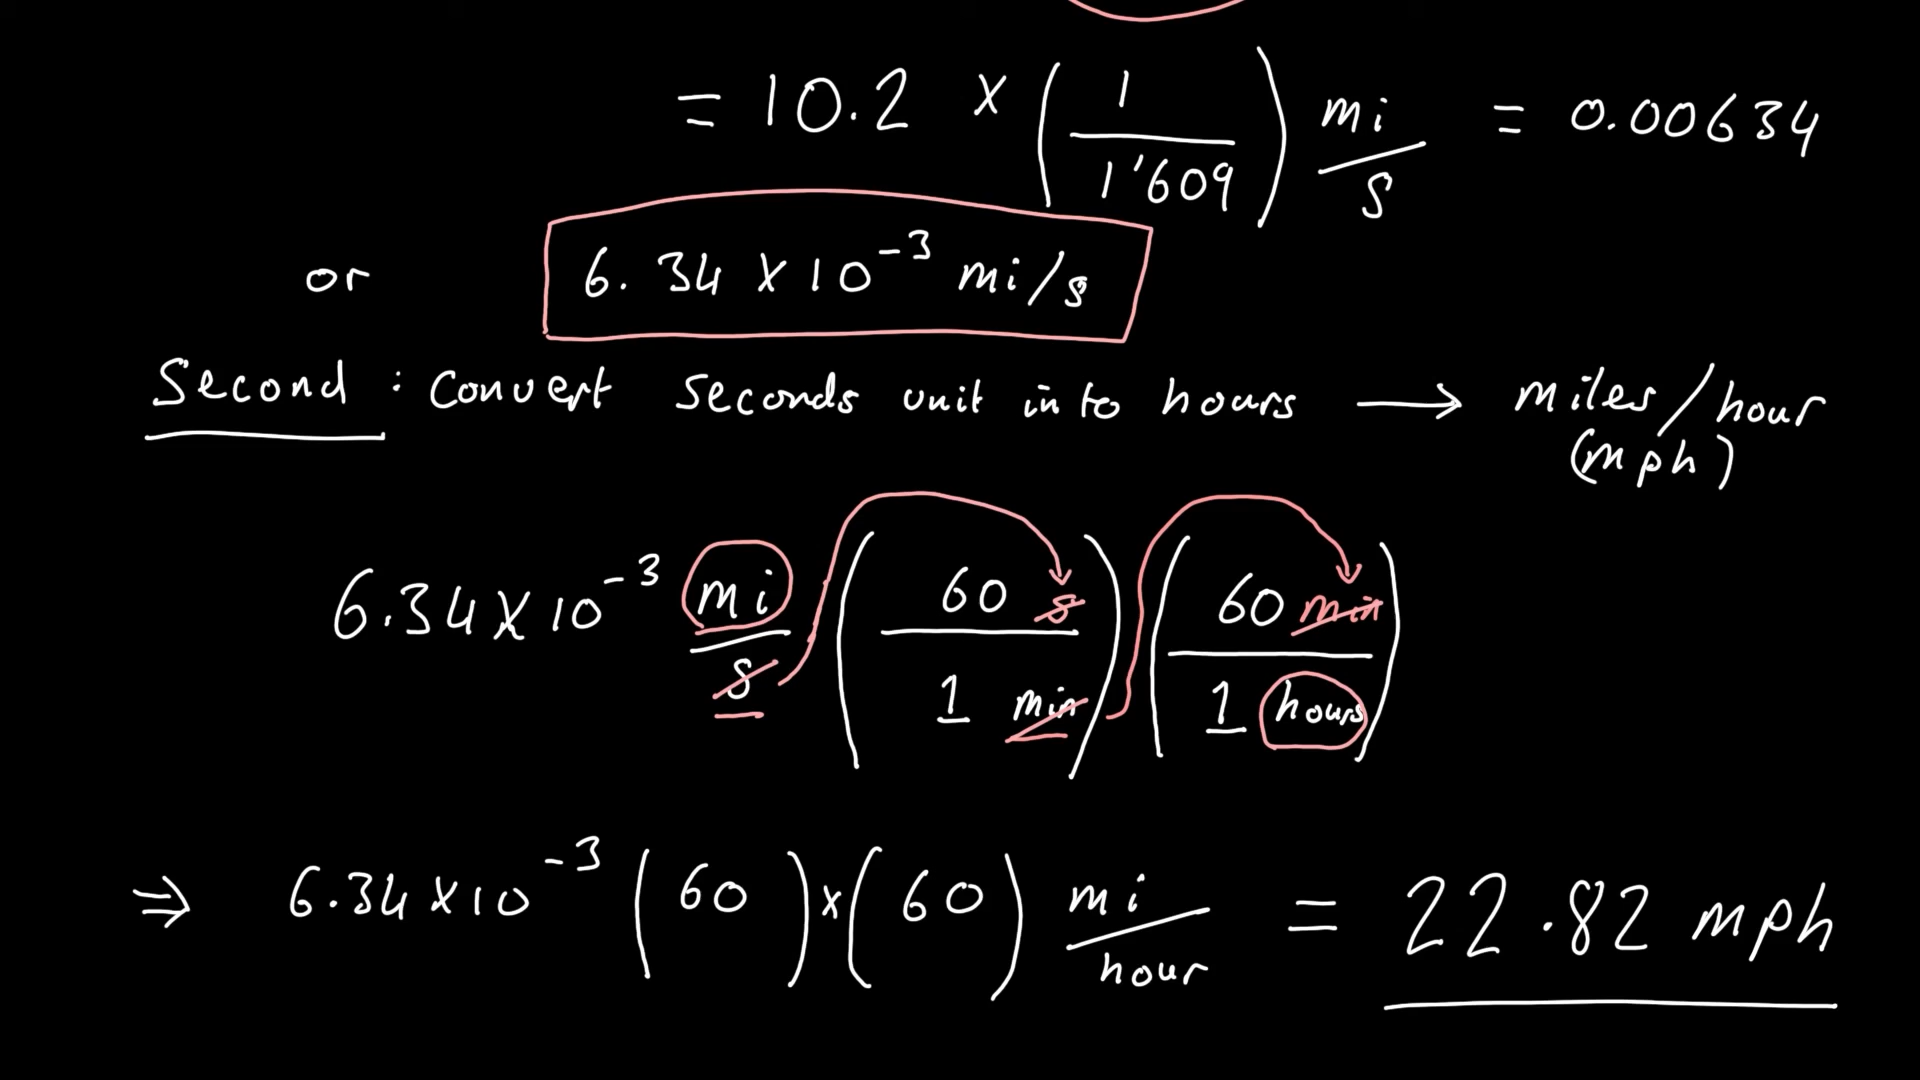 = 10.2 × (1/1'609) mi/s = 0.00634
or 6.34 × 10⁻³ mi/s
Second : Convert seconds unit into hours → miles/hour
(mph)
6.34 × 10⁻³ mi/s (60 s/1 min) (60 min/1 hours)
⇒ 6.34 × 10⁻³ (60) × (60) mi/hour = 22.82 mph